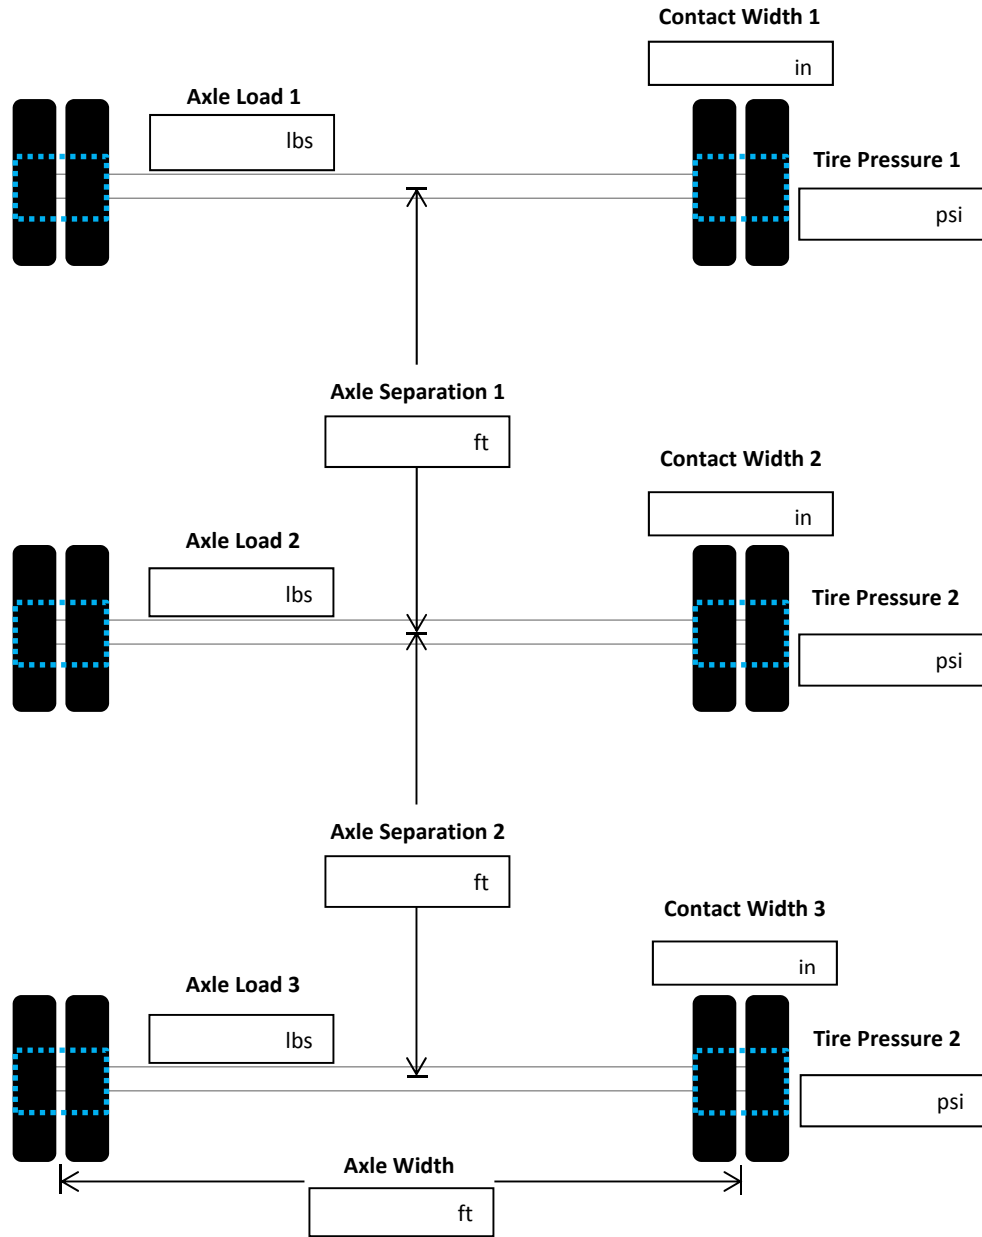 Contact Width 1
in
Axle Load 1
lbs
Tire Pressure 1
psi
Axle Separation 1
ft
Contact Width 2
in
Axle Load 2
lbs
Tire Pressure 2
psi
Axle Separation 2
ft
Contact Width 3
in
Axle Load 3
lbs
Tire Pressure 2
psi
Axle Width
ft